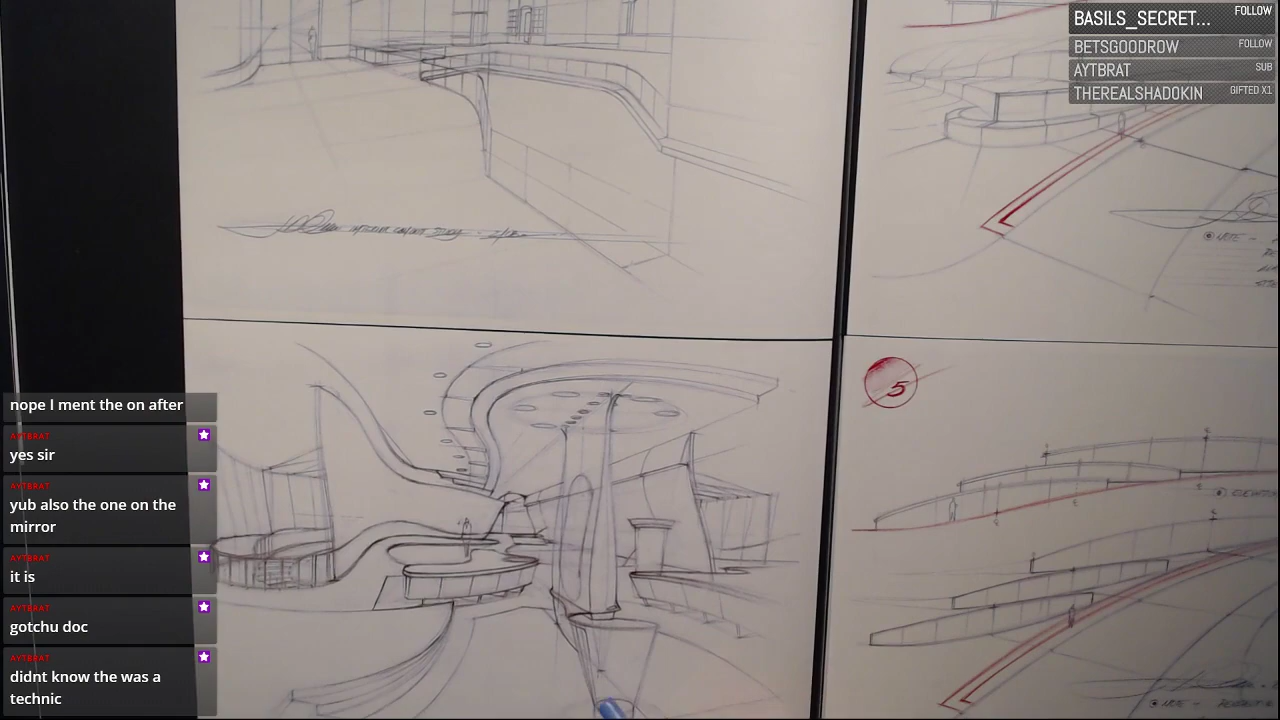 BASILS_SECRET... FOLLOW
BETSGOODROW FOLLOW
AYTBRAT SUB
THEREALSHADOKIN GIFTED X1
nope I ment the on after
AYTBRAT
yes sir
AYTBRAT
yub also the one on the
mirror
AYTBRAT
it is
AYTBRAT
gotchu doc
AYTBRAT
didnt know the was a
technic
5
NOTE -